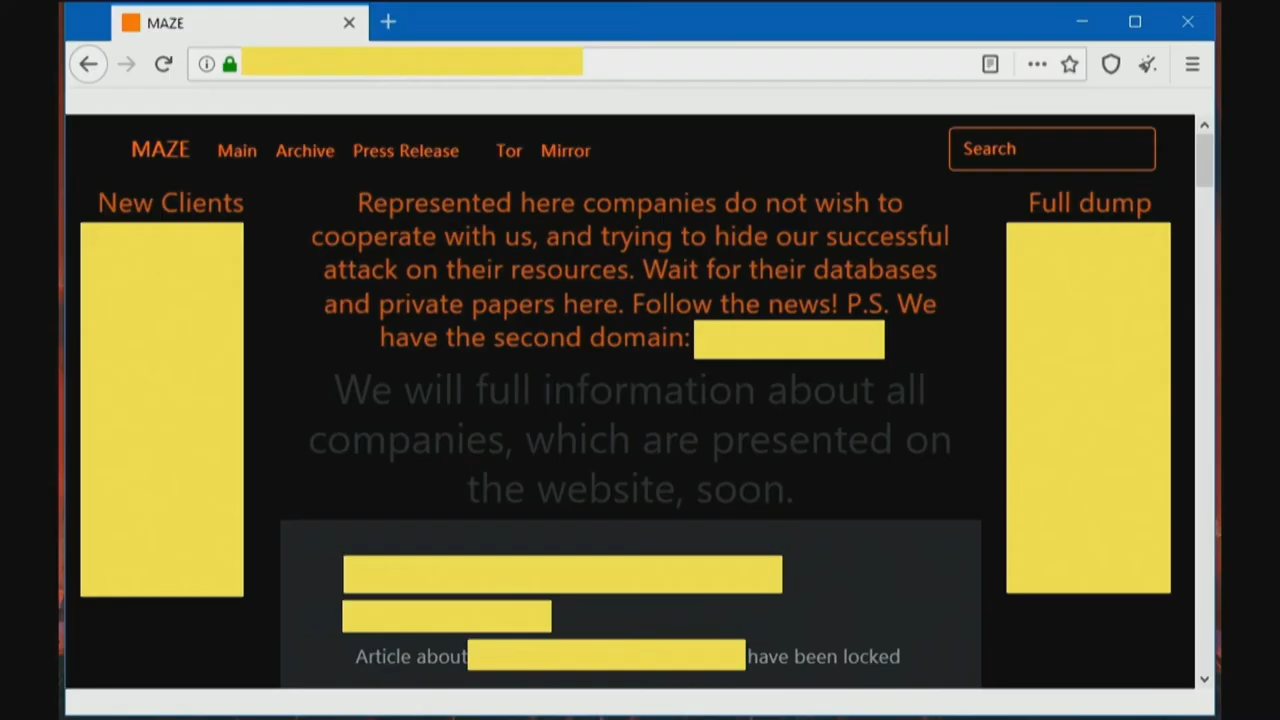 MAZE
MAZE Main Archive Press Release Tor Mirror Search
New Clients
Represented here companies do not wish to
cooperate with us, and trying to hide our successful
attack on their resources. Wait for their databases
and private papers here. Follow the news! P.S. We
have the second domain:
Full dump
We will full information about all
companies, which are presented on
the website, soon.
Article about have been locked